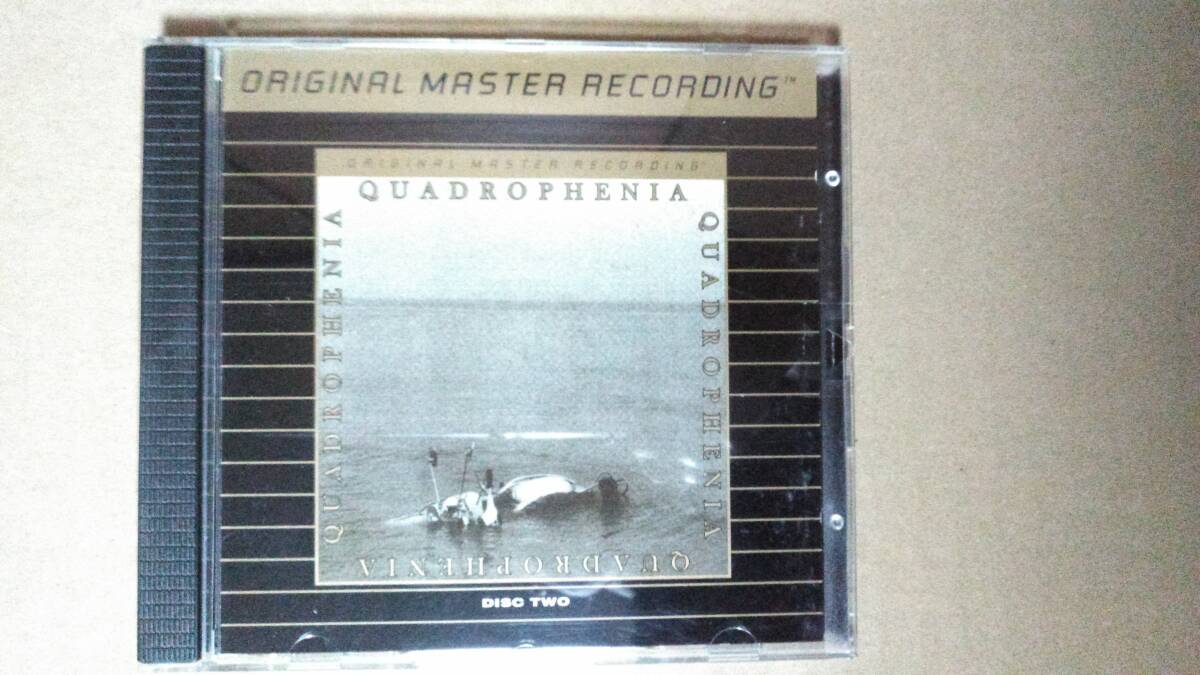 ORIGINAL MASTER RECORDING™
ORIGINAL MASTER RECORDING™
QUADROPHENIA
QUADROPHENIA
QUADROPHENIA
QUADROPHENIA
DISC TWO